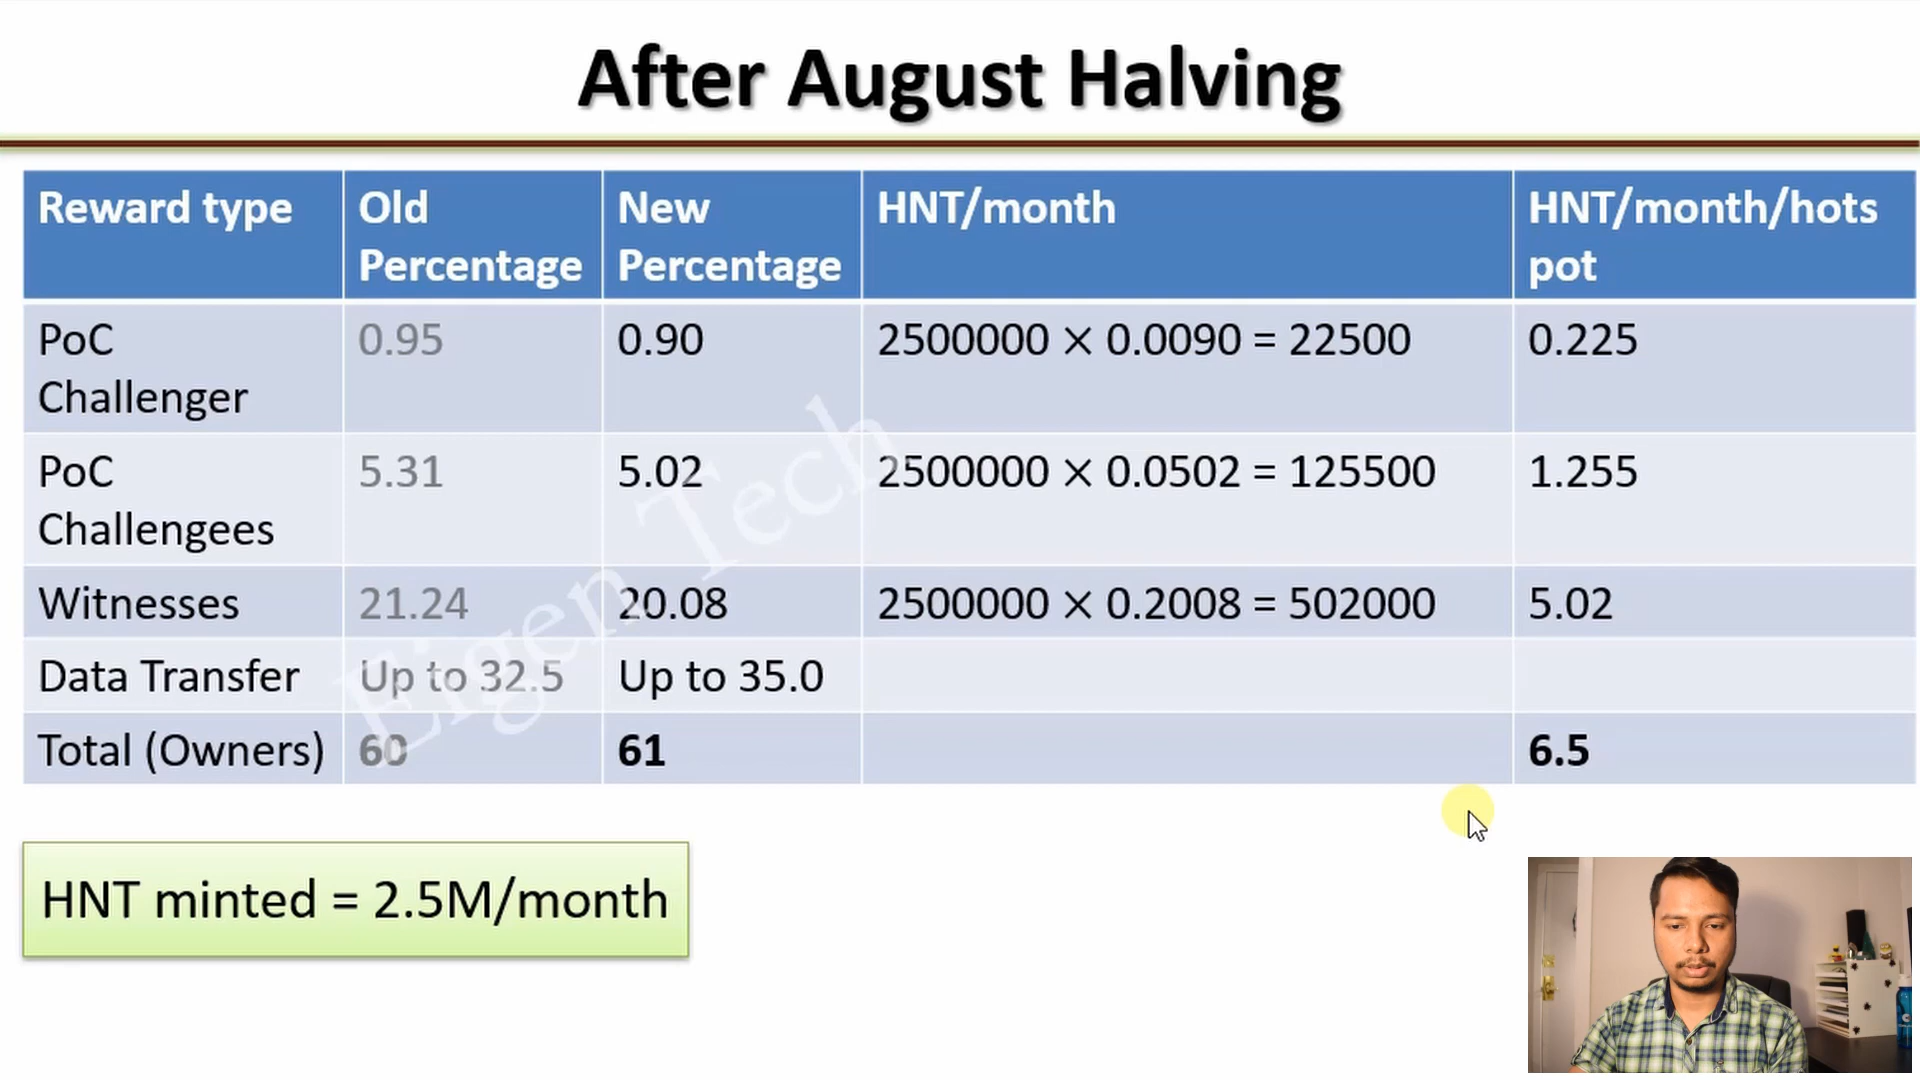 After August Halving
Reward type
Old
Percentage
New
Percentage
HNT/month
HNT/month/hots
pot
PoC
Challenger
0.95
0.90
2500000 × 0.0090 = 22500
0.225
PoC
Challengees
5.31
5.02
2500000 × 0.0502 = 125500
1.255
Witnesses
21.24
20.08
2500000 × 0.2008 = 502000
5.02
Data Transfer
Up to 32.5
Up to 35.0
Total (Owners)
60
61
6.5
Eigen Tech
HNT minted = 2.5M/month